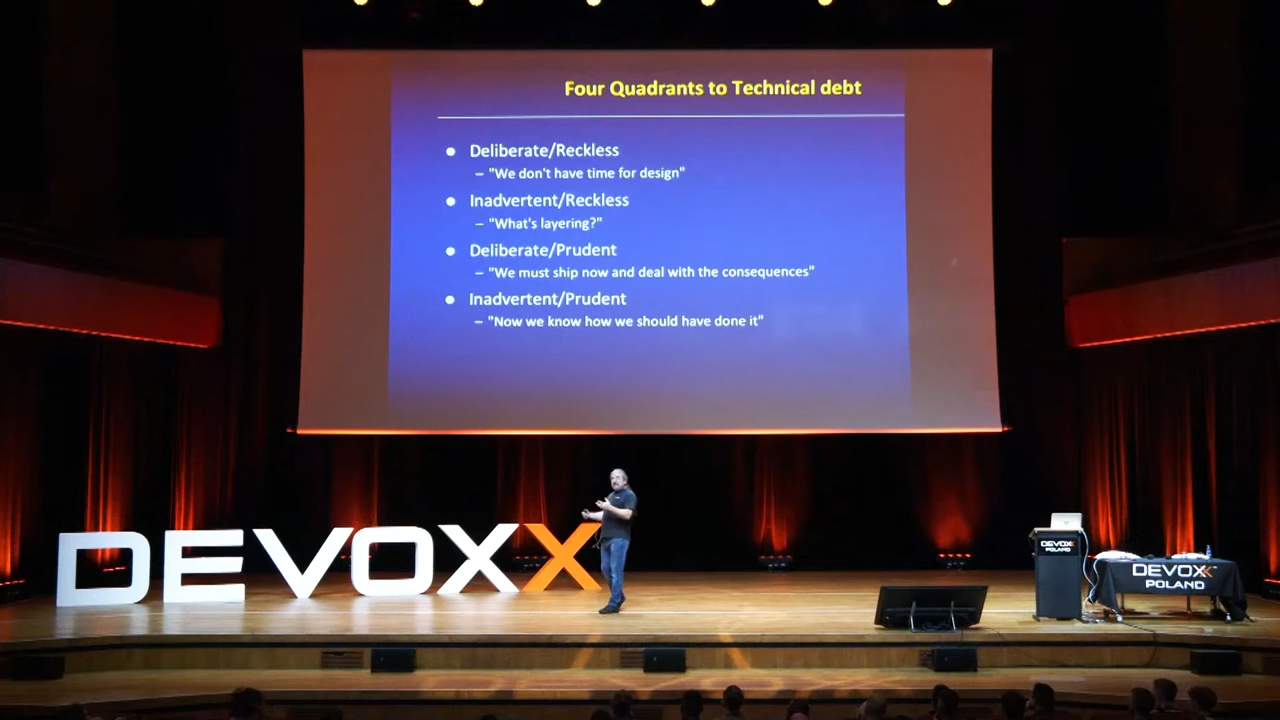 Four Quadrants to Technical debt
● Deliberate/Reckless
– "We don't have time for design"
● Inadvertent/Reckless
– "What's layering?"
● Deliberate/Prudent
– "We must ship now and deal with the consequences"
● Inadvertent/Prudent
– "Now we know how we should have done it"
DEVOXX
DEVOXX
POLAND
DEVOXX
POLAND